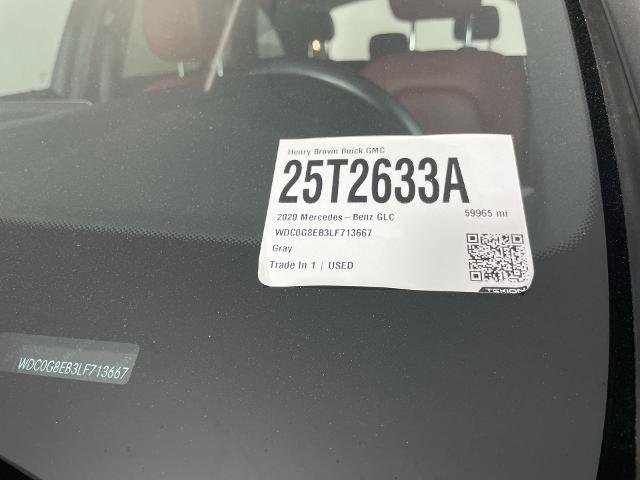 Henry Brown Buick GMC
25T2633A
2020 Mercedes-Benz GLC
59965 mi
WDC0G8EB3LF713667
Gray
Trade In 1 | USED
TEKION
WDC0G8EB3LF713667